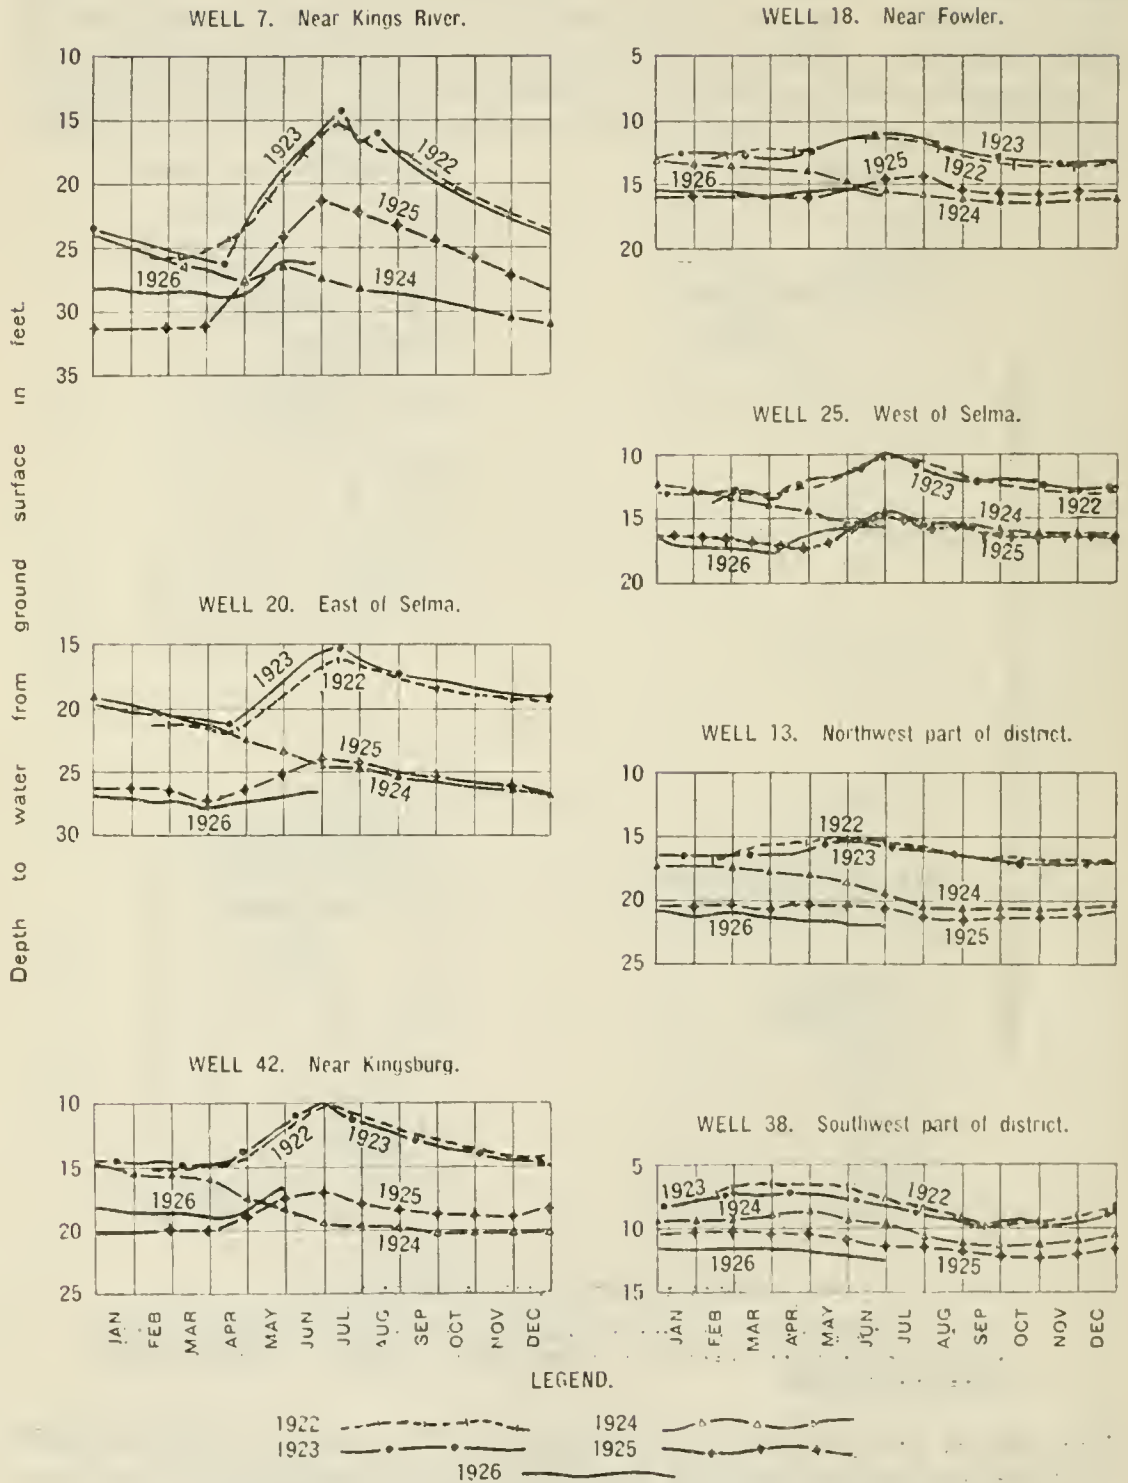 WELL 7. Near Kings River.
10
15
20
25
30
35
1923
1922
1925
1926
1924
WELL 18. Near Fowler.
5
10
15
20
1923
1925
1922
1926
1924
WELL 25. West of Selma.
10
15
20
1923
1922
1924
1925
1926
WELL 20. East of Selma.
15
20
25
30
1923
1922
1925
1924
1926
WELL 13. Northwest part of district.
10
15
20
25
1922
1923
1924
1926
1925
WELL 42. Near Kingsburg.
10
15
20
25
1922
1923
1926
1925
1924
JAN
FEB
MAR
APR
MAY
JUN
JUL
AUG
SEP
OCT
NOV
DEC
WELL 38. Southwest part of district.
5
10
15
1923
1922
1924
1925
1926
JAN
FEB
MAR
APR
MAY
JUN
JUL
AUG
SEP
OCT
NOV
DEC
Depth to water from ground surface in feet.
LEGEND.
1922
1924
1923
1925
1926